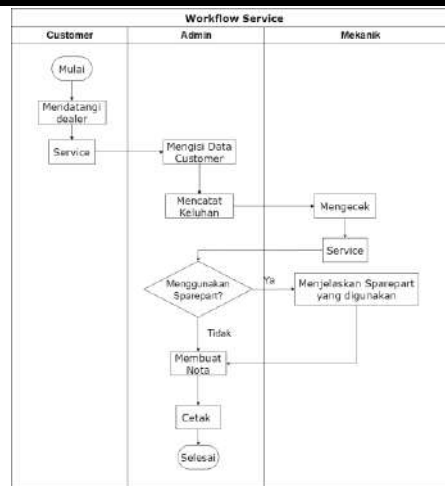 Workflow Service
Customer
Admin
Mekanik
Mulai
Mendatangi
dealer
Service
Mengisi Data
Customer
Mencatat
Keluhan
Mengecek
Service
Menggunakan
Sparepart?
Ya
Menjelaskan Sparepart
yang digunakan
Tidak
Membuat
Nota
Cetak
Selesai